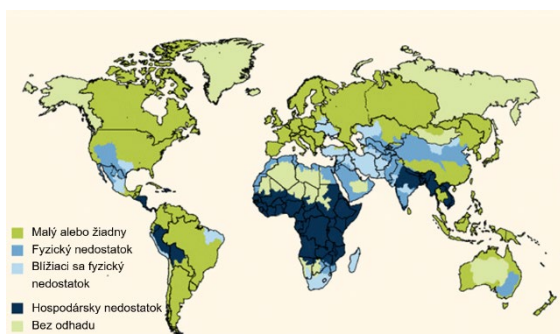 Malý alebo žiadny
Fyzický nedostatok
Blížiaci sa fyzický
nedostatok
Hospodársky nedostatok
Bez odhadu